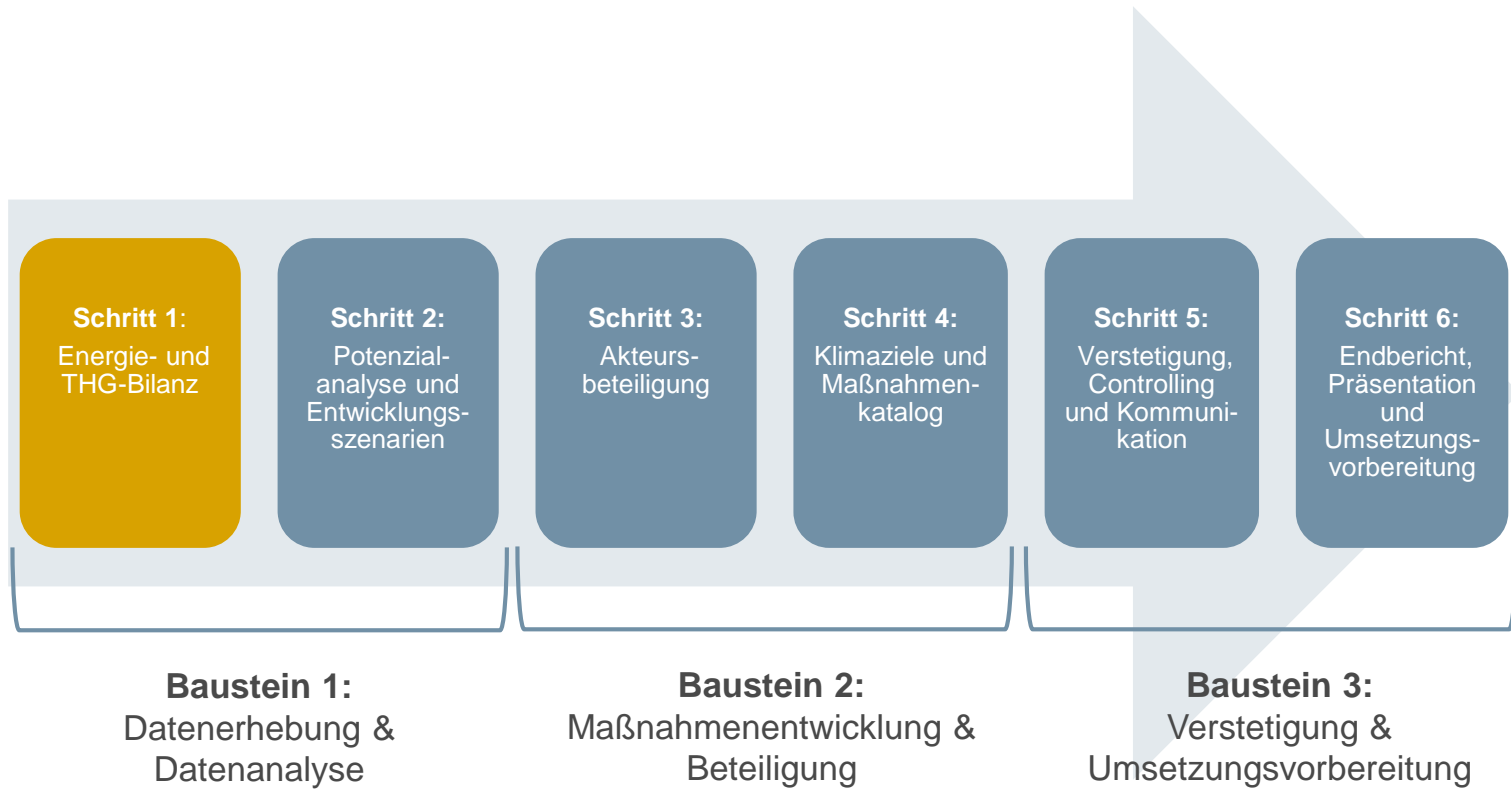 Schritt 1:
Energie- und
THG-Bilanz
Schritt 2:
Potenzial-
analyse und
Entwicklungs-
szenarien
Schritt 3:
Akteurs-
beteiligung
Schritt 4:
Klimaziele und
Maßnahmen-
katalog
Schritt 5:
Verstetigung,
Controlling
und Kommuni-
kation
Schritt 6:
Endbericht,
Präsentation
und
Umsetzungs-
vorbereitung
Baustein 1:
Datenerhebung &
Datenanalyse
Baustein 2:
Maßnahmenentwicklung &
Beteiligung
Baustein 3:
Verstetigung &
Umsetzungsvorbereitung